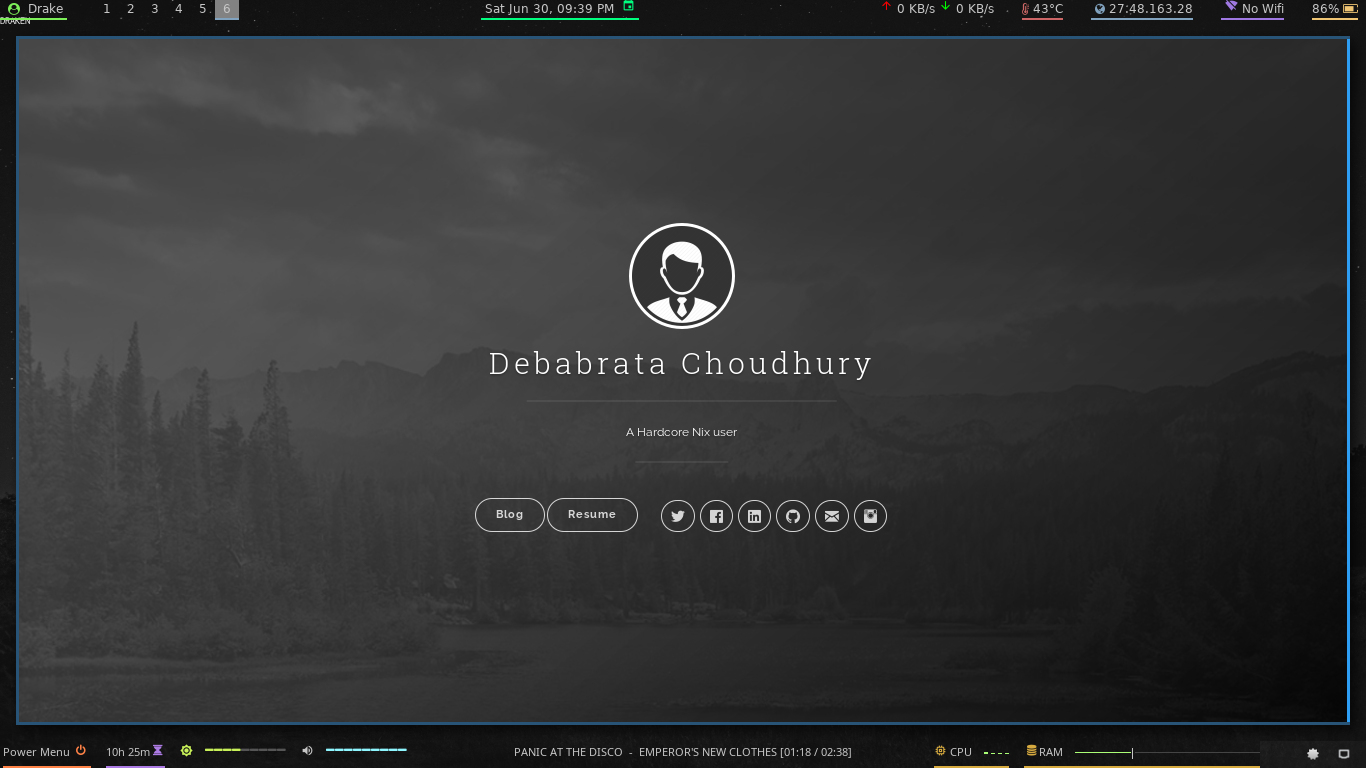 Drake 1 2 3 4 5 6 Sat Jun 30, 09:39 PM 0 KB/s 0 KB/s 43°C 27:48.163.28 No Wifi 86%
DRAKEN
Debabrata Choudhury
A Hardcore Nix user
Blog Resume
Power Menu 10h 25m PANIC AT THE DISCO - EMPEROR'S NEW CLOTHES [01:18 / 02:38] CPU RAM